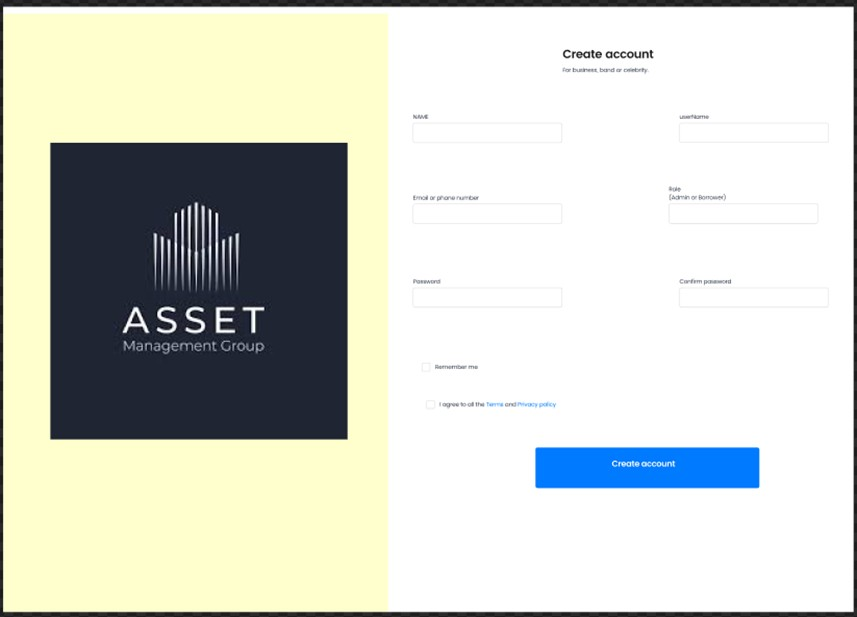 Create account
For business, band or celebrity.
NAME
userName
Email or phone number
Role
(Admin or Borrower)
Password
Confirm password
Remember me
I agree to all the Terms and Privacy policy
Create account
ASSET
Management Group